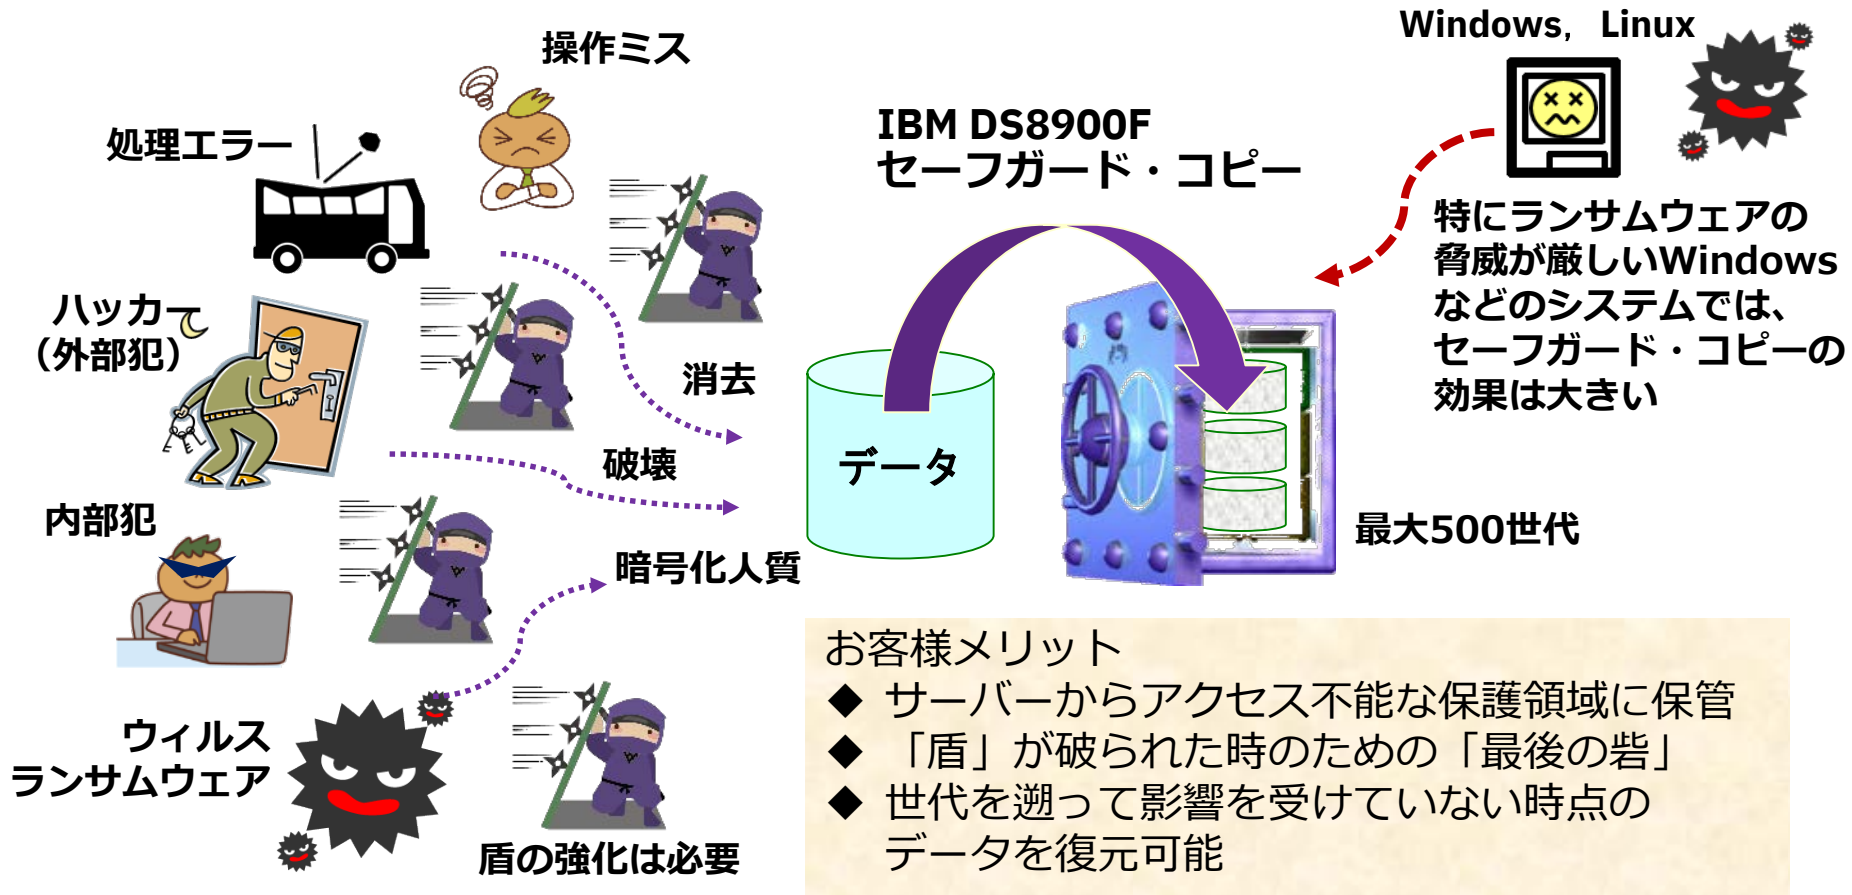 操作ミス
処理エラー
ハッカー
（外部犯）
内部犯
ウィルス
ランサムウェア
消去
破壊
暗号化人質
盾の強化は必要
IBM DS8900F
セーフガード・コピー
データ
最大500世代
Windows, Linux
特にランサムウェアの
脅威が厳しいWindows
などのシステムでは、
セーフガード・コピーの
効果は大きい
お客様メリット
◆ サーバーからアクセス不能な保護領域に保管
◆ 「盾」が破られた時のための「最後の砦」
◆ 世代を遡って影響を受けていない時点の
データを復元可能